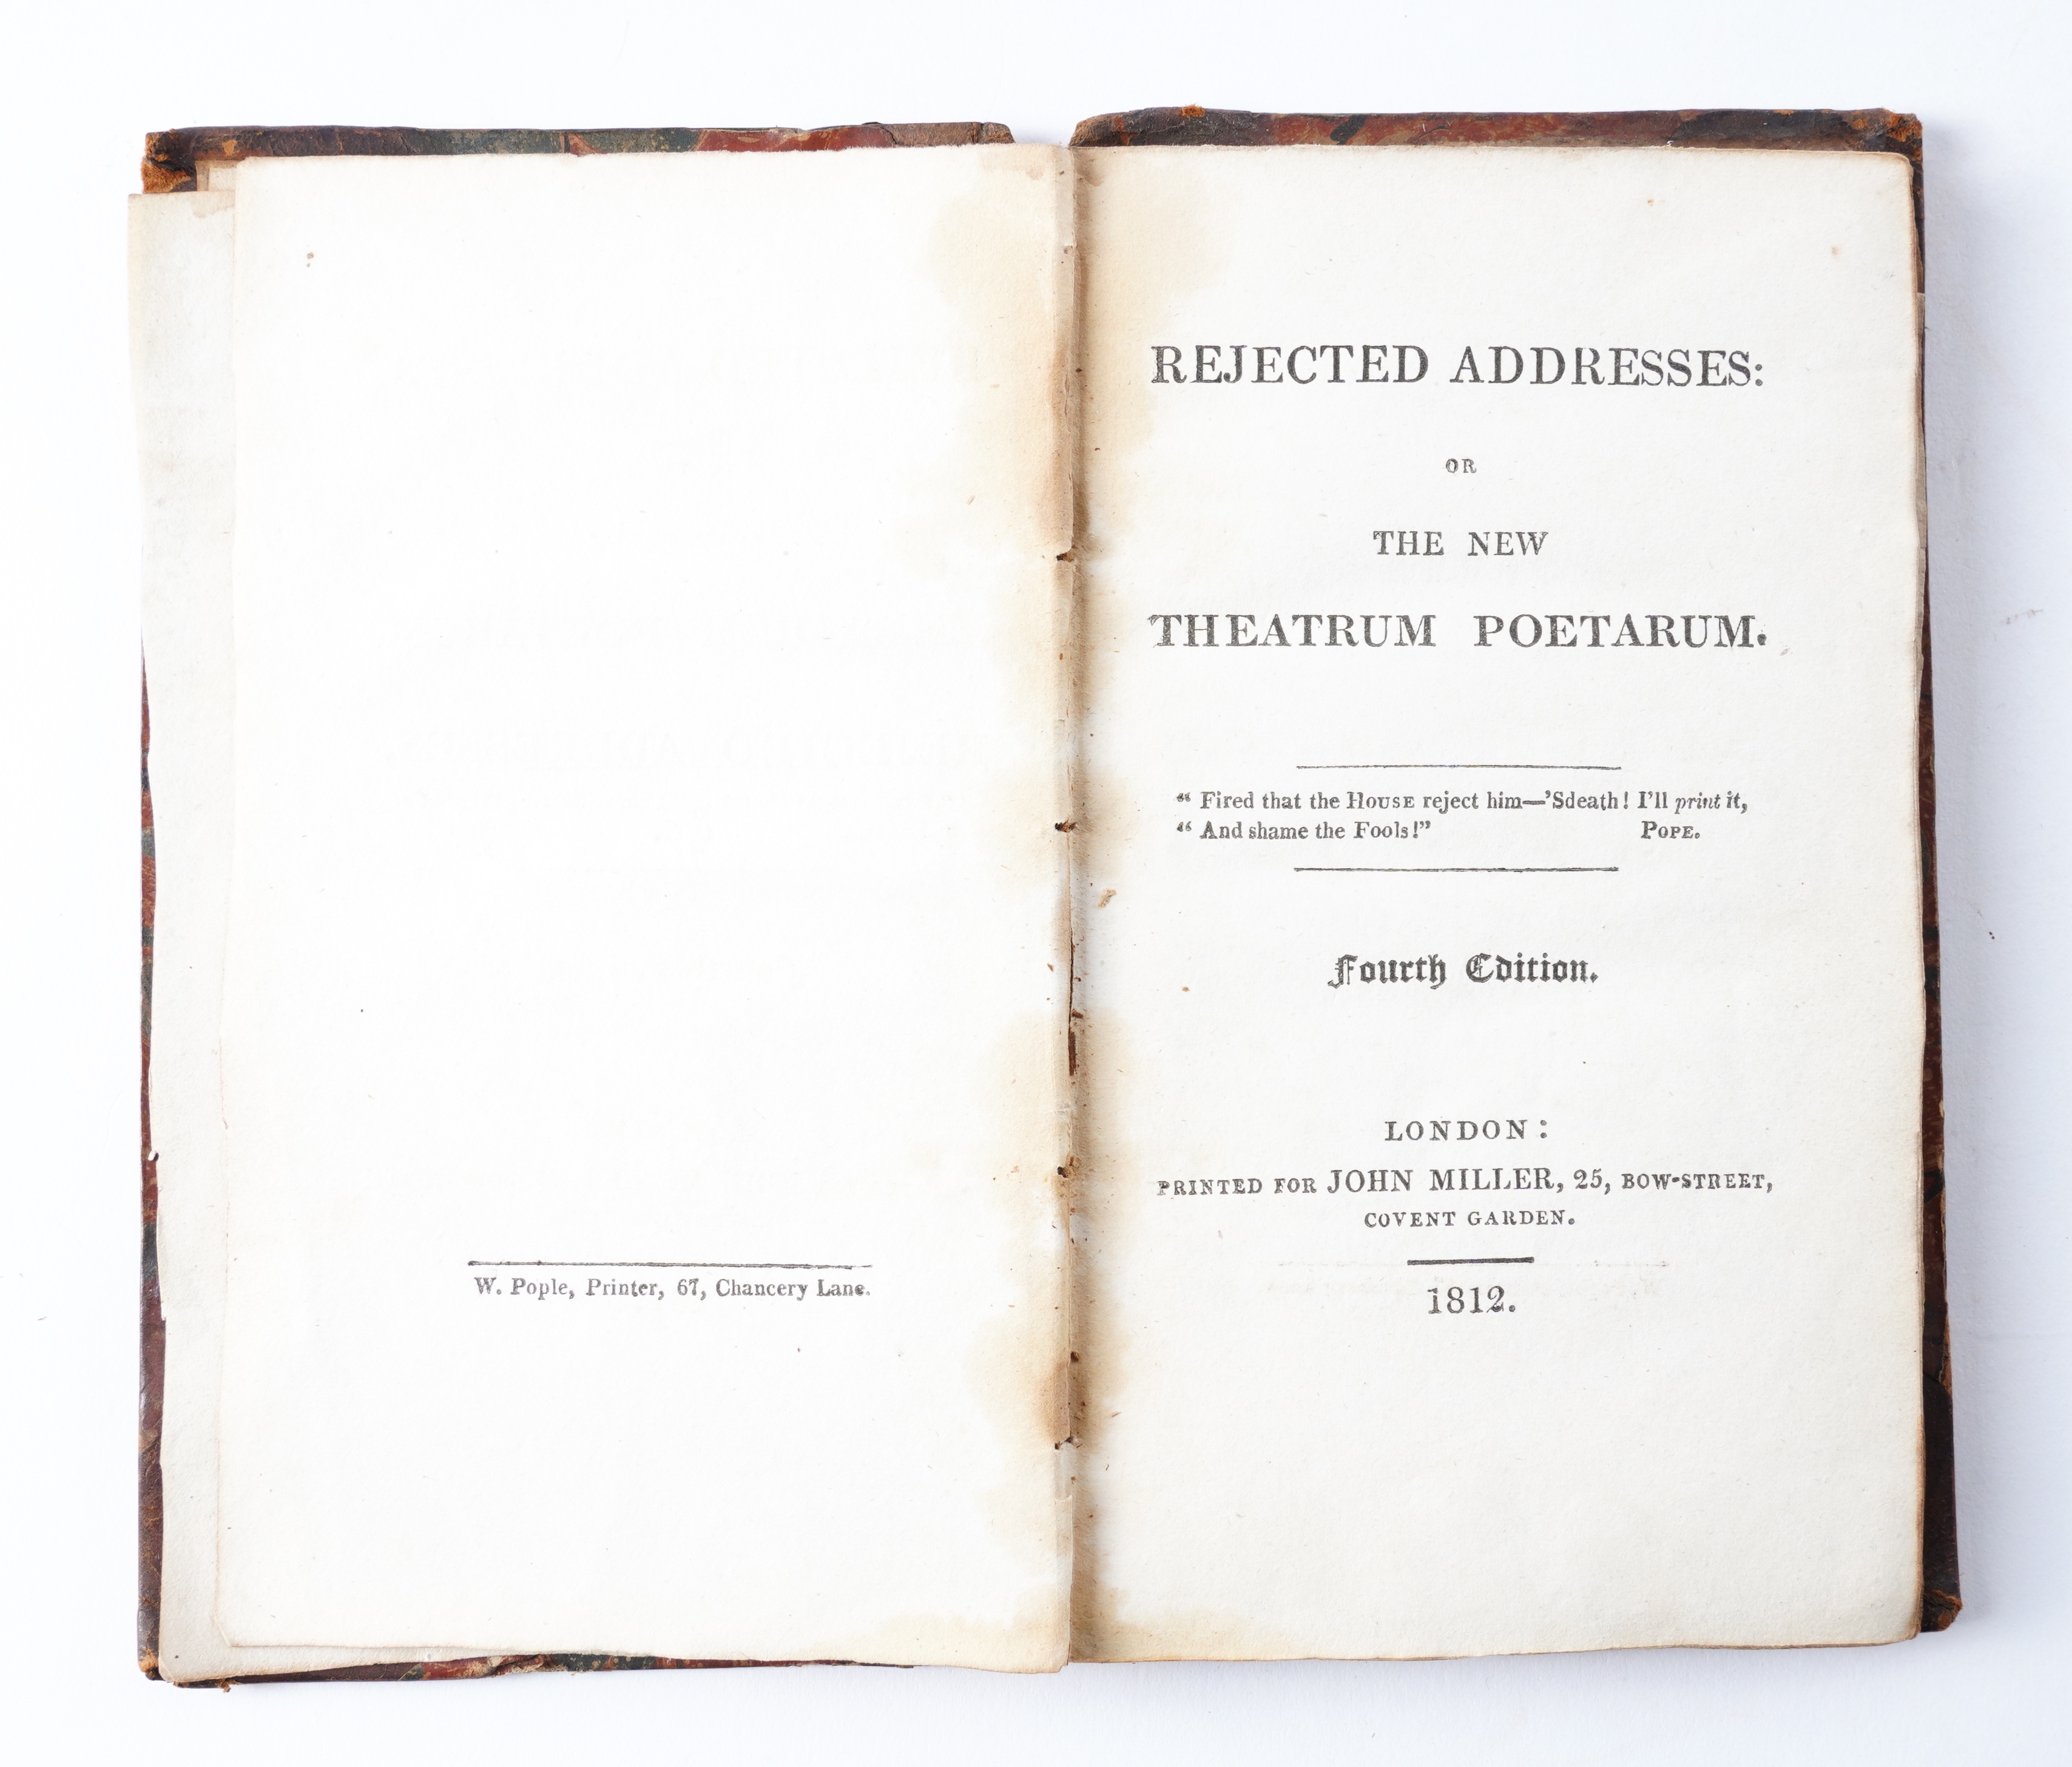 W. Pople, Printer, 67, Chancery Lane.
REJECTED ADDRESSES:
OR
THE NEW
THEATRUM POETARUM.
“ Fired that the HOUSE reject him—’Sdeath! I’ll print it,
“ And shame the Fools!” POPE.
Fourth Edition.
LONDON:
PRINTED FOR JOHN MILLER, 25, BOW-STREET,
COVENT GARDEN.
1812.